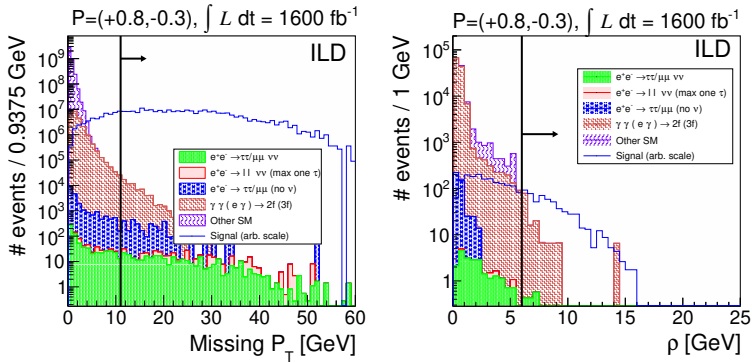 P=(+0.8,-0.3), ∫ L dt = 1600 fb⁻¹
# events / 0.9375 GeV
10⁹
10⁸
10⁷
10⁶
10⁵
10⁴
10³
10²
10
1
ILD
e⁺e⁻→ττ/μμ νν
e⁺e⁻→l l νν (max one τ)
e⁺e⁻→ττ/μμ (no ν)
γγ ( e γ)→2f (3f)
Other SM
Signal (arb. scale)
0 10 20 30 40 50 60
Missing P_T [GeV]
P=(+0.8,-0.3), ∫ L dt = 1600 fb⁻¹
# events / 1 GeV
10⁵
10⁴
10³
10²
10
1
ILD
e⁺e⁻→ττ/μμ νν
e⁺e⁻→l l νν (max one τ)
e⁺e⁻→ττ/μμ (no ν)
γγ ( e γ)→2f (3f)
Other SM
Signal (arb. scale)
0 5 10 15 20 25
ρ [GeV]